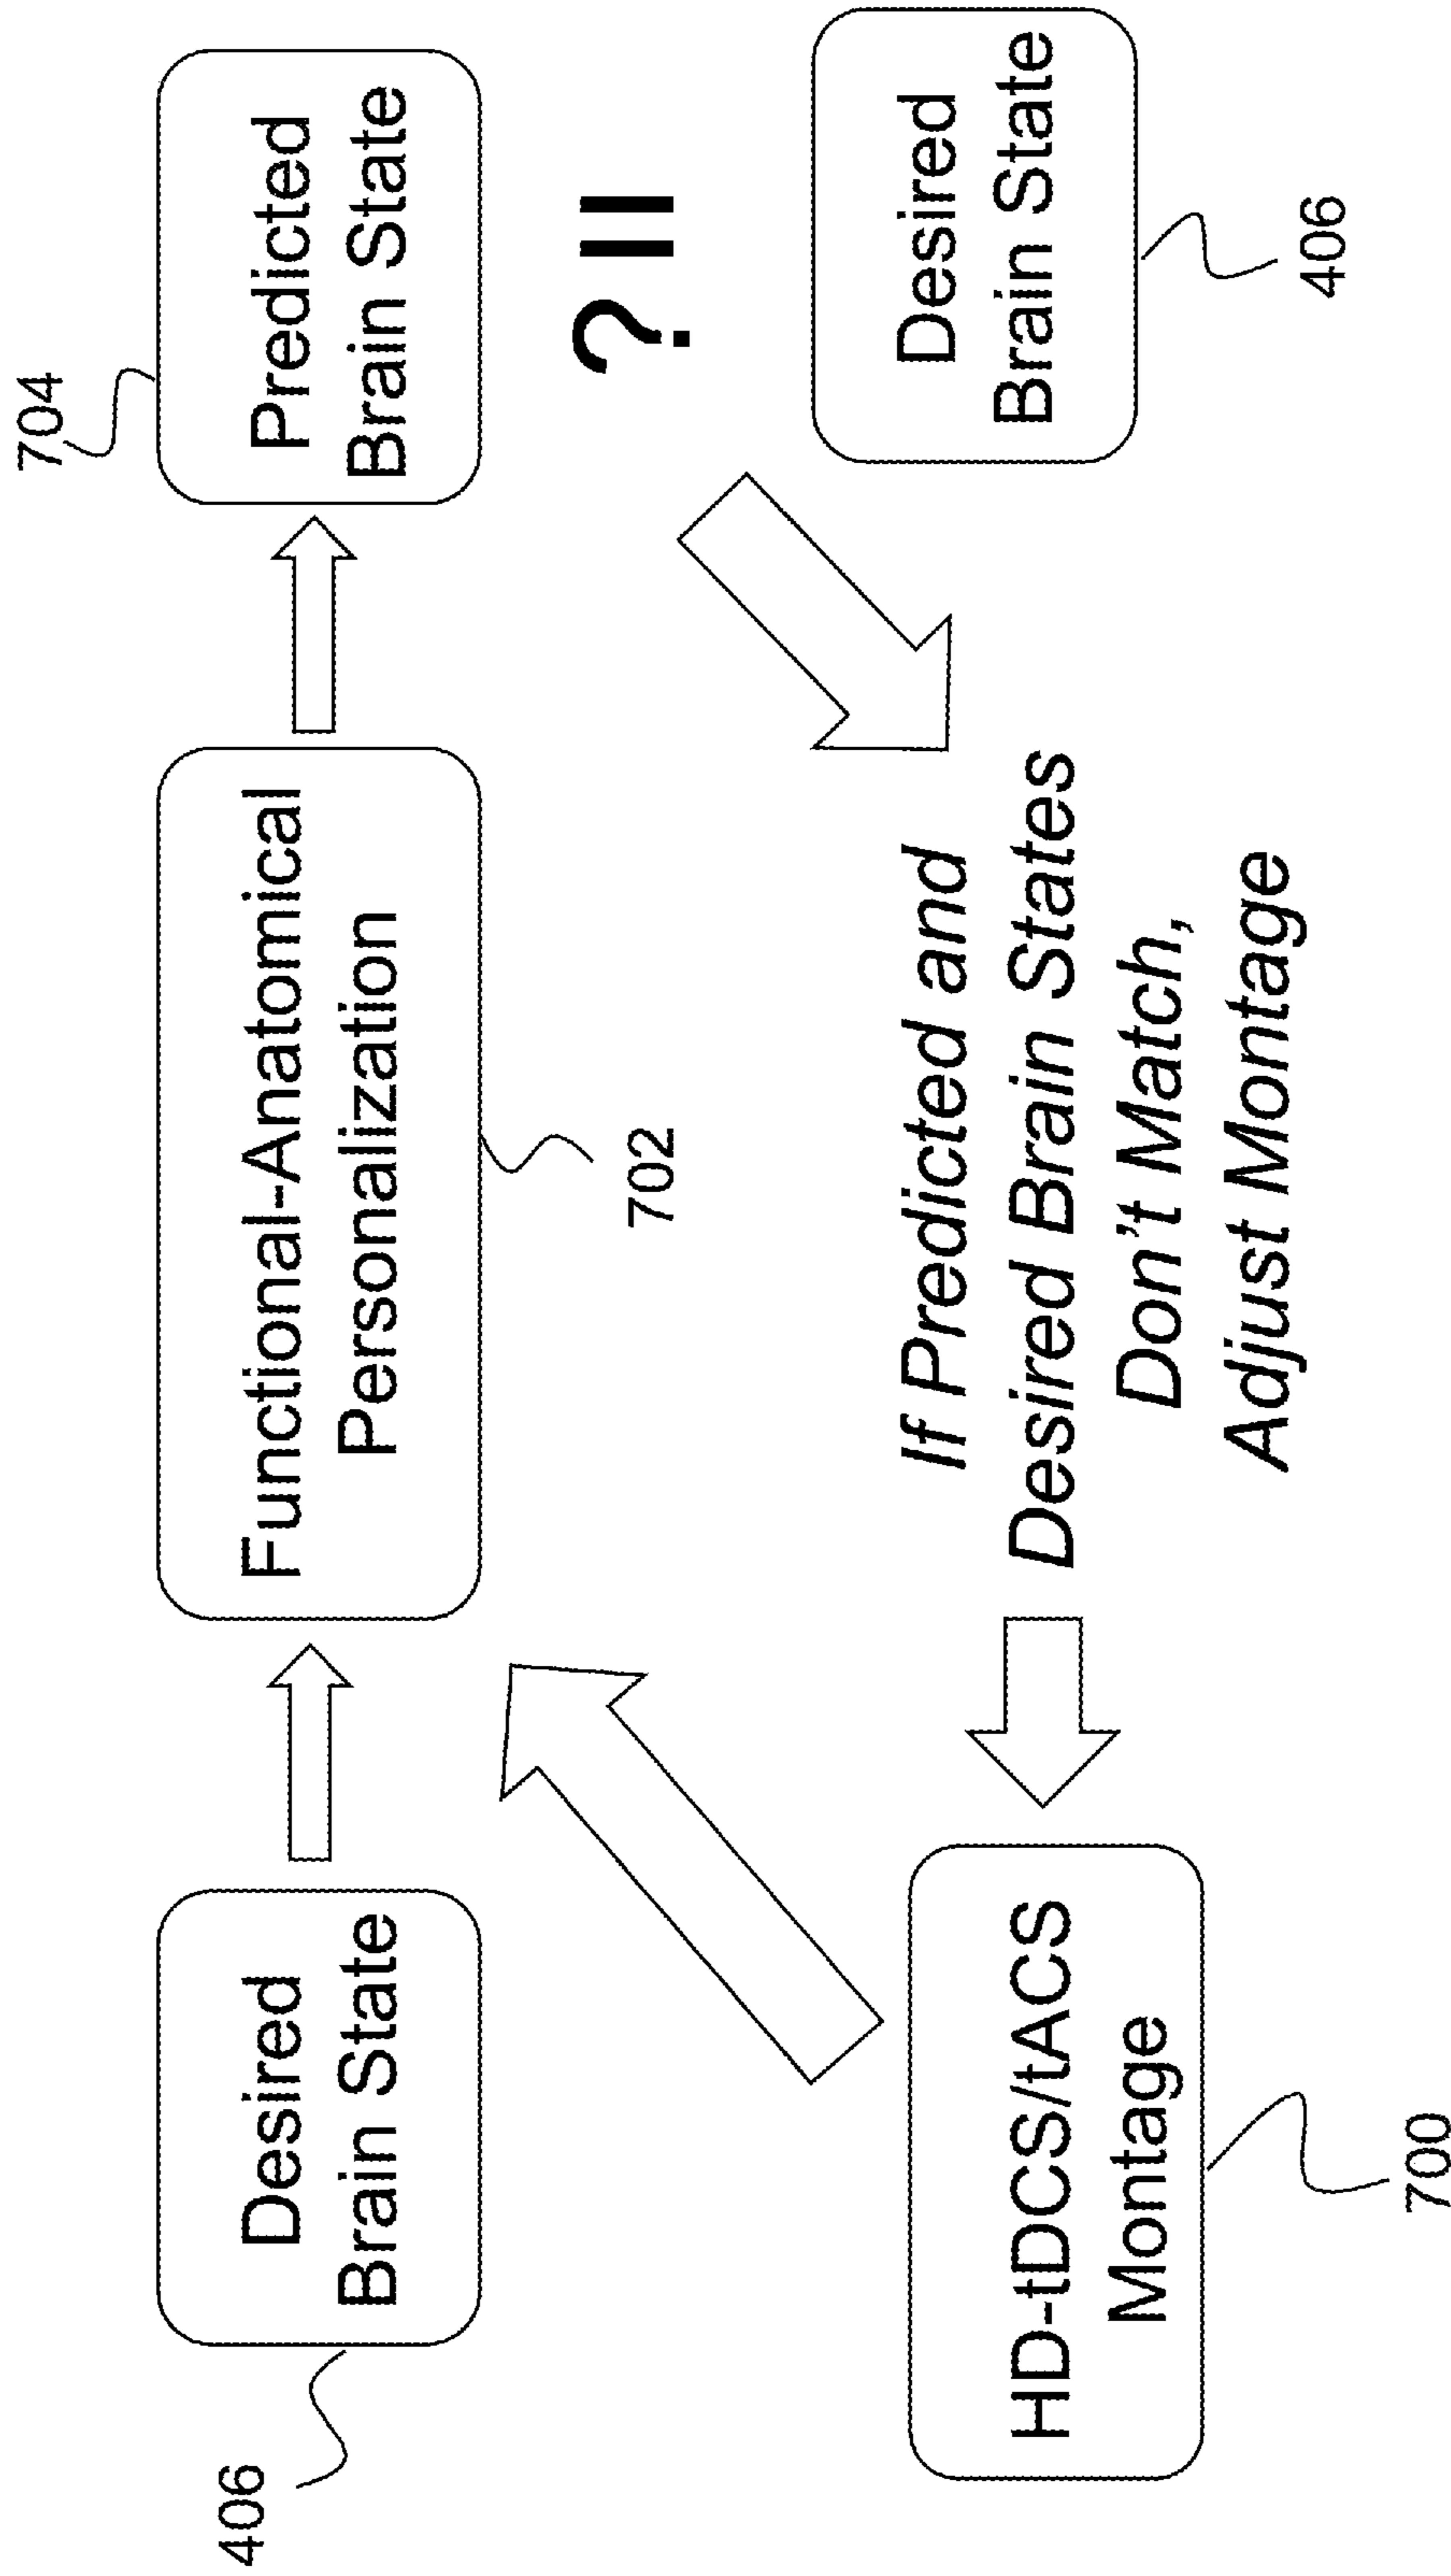 406
Desired
Brain State
Functional-Anatomical
Personalization
702
704
Predicted
Brain State
? =
Desired
Brain State
406
If Predicted and
Desired Brain States
Don't Match,
Adjust Montage
HD-tDCS/tACS
Montage
700